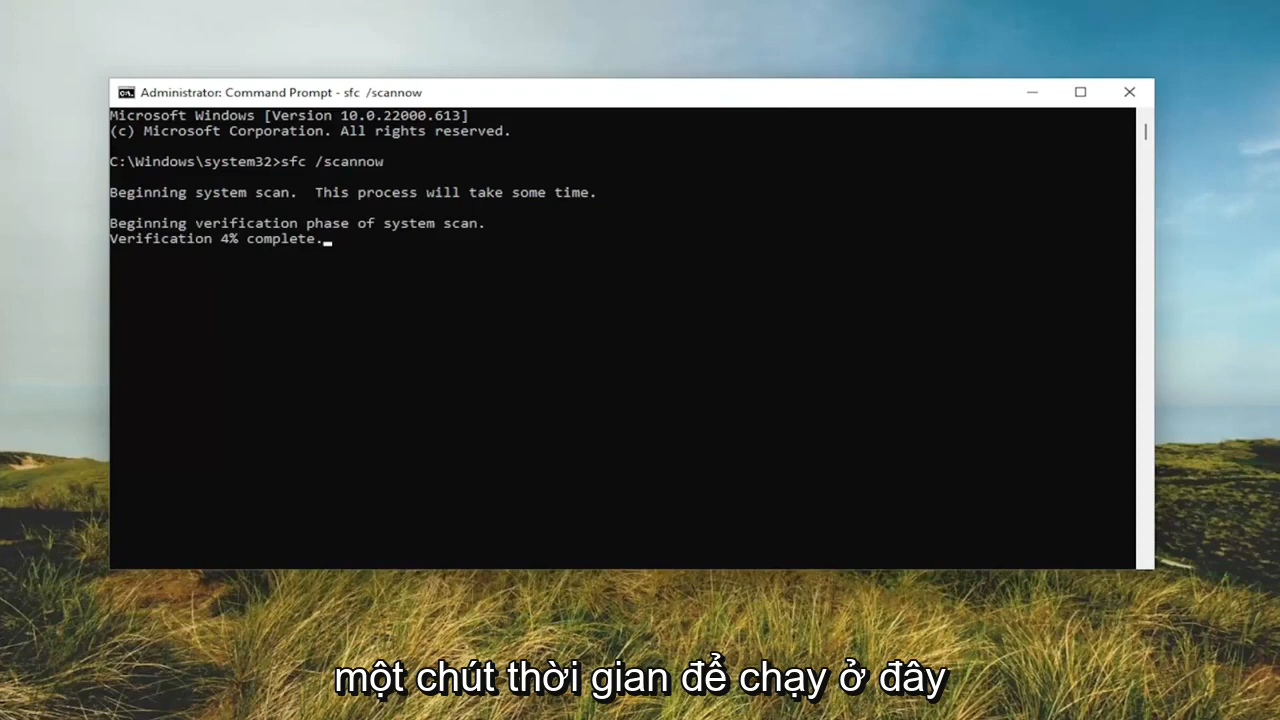 Administrator: Command Prompt - sfc  /scannow
Microsoft Windows [Version 10.0.22000.613]
(c) Microsoft Corporation. All rights reserved.
C:\Windows\system32>sfc /scannow
Beginning system scan.  This process will take some time.
Beginning verification phase of system scan.
Verification 4% complete.
một chút thời gian để chạy ở đây